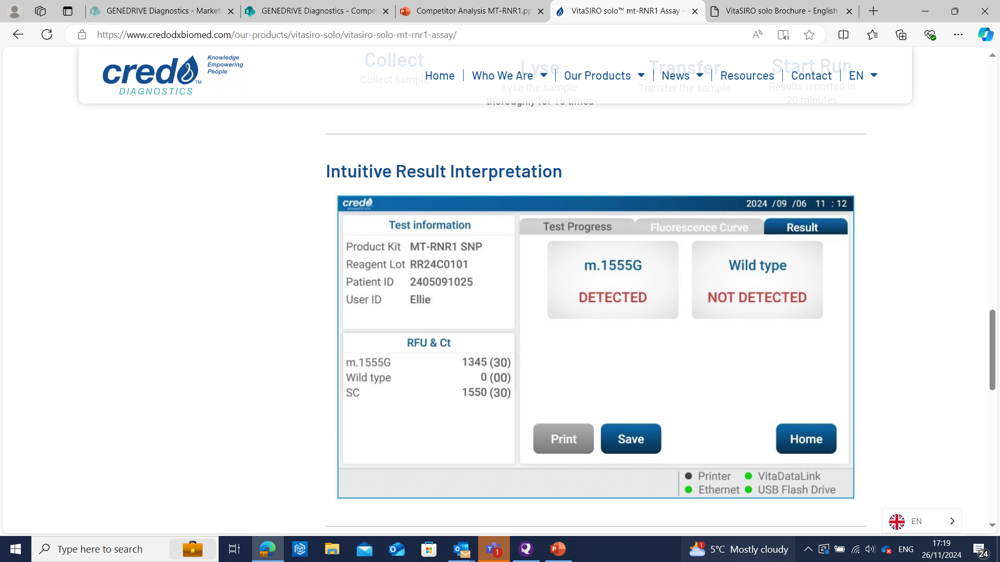 GENEDRIVE Diagnostics - Marketi
GENEDRIVE Diagnostics - Compet
Competitor Analysis MT-RNR1.pp
VitaSIRO solo™ mt-RNR1 Assay -
VitaSIRO solo Brochure - English
https://www.credodxbiomed.com/our-products/vitasiro-solo/vitasiro-solo-mt-rnr1-assay/
credo™
DIAGNOSTICS
Knowledge
Empowering
People
Home
Who We Are
Our Products
News
Resources
Contact
EN
Collect
Collect sample
Lyse
Lyse the sample
thoroughly for 15 times
Transfer
Transfer the sample
Start Run
Results reported in
20 minutes
Intuitive Result Interpretation
credo
DIAGNOSTICS
2024 /09 /06 11 : 12
Test information
Product Kit MT-RNR1 SNP
Reagent Lot RR24C0101
Patient ID 2405091025
User ID Ellie
RFU & Ct
m.1555G 1345 (30)
Wild type 0 (00)
SC 1550 (30)
Test Progress
Fluorescence Curve
Result
m.1555G
DETECTED
Wild type
NOT DETECTED
Print
Save
Home
Printer
VitaDataLink
Ethernet
USB Flash Drive
EN
Type here to search
1
1
5°C Mostly cloudy
ENG
17:19
26/11/2024
24